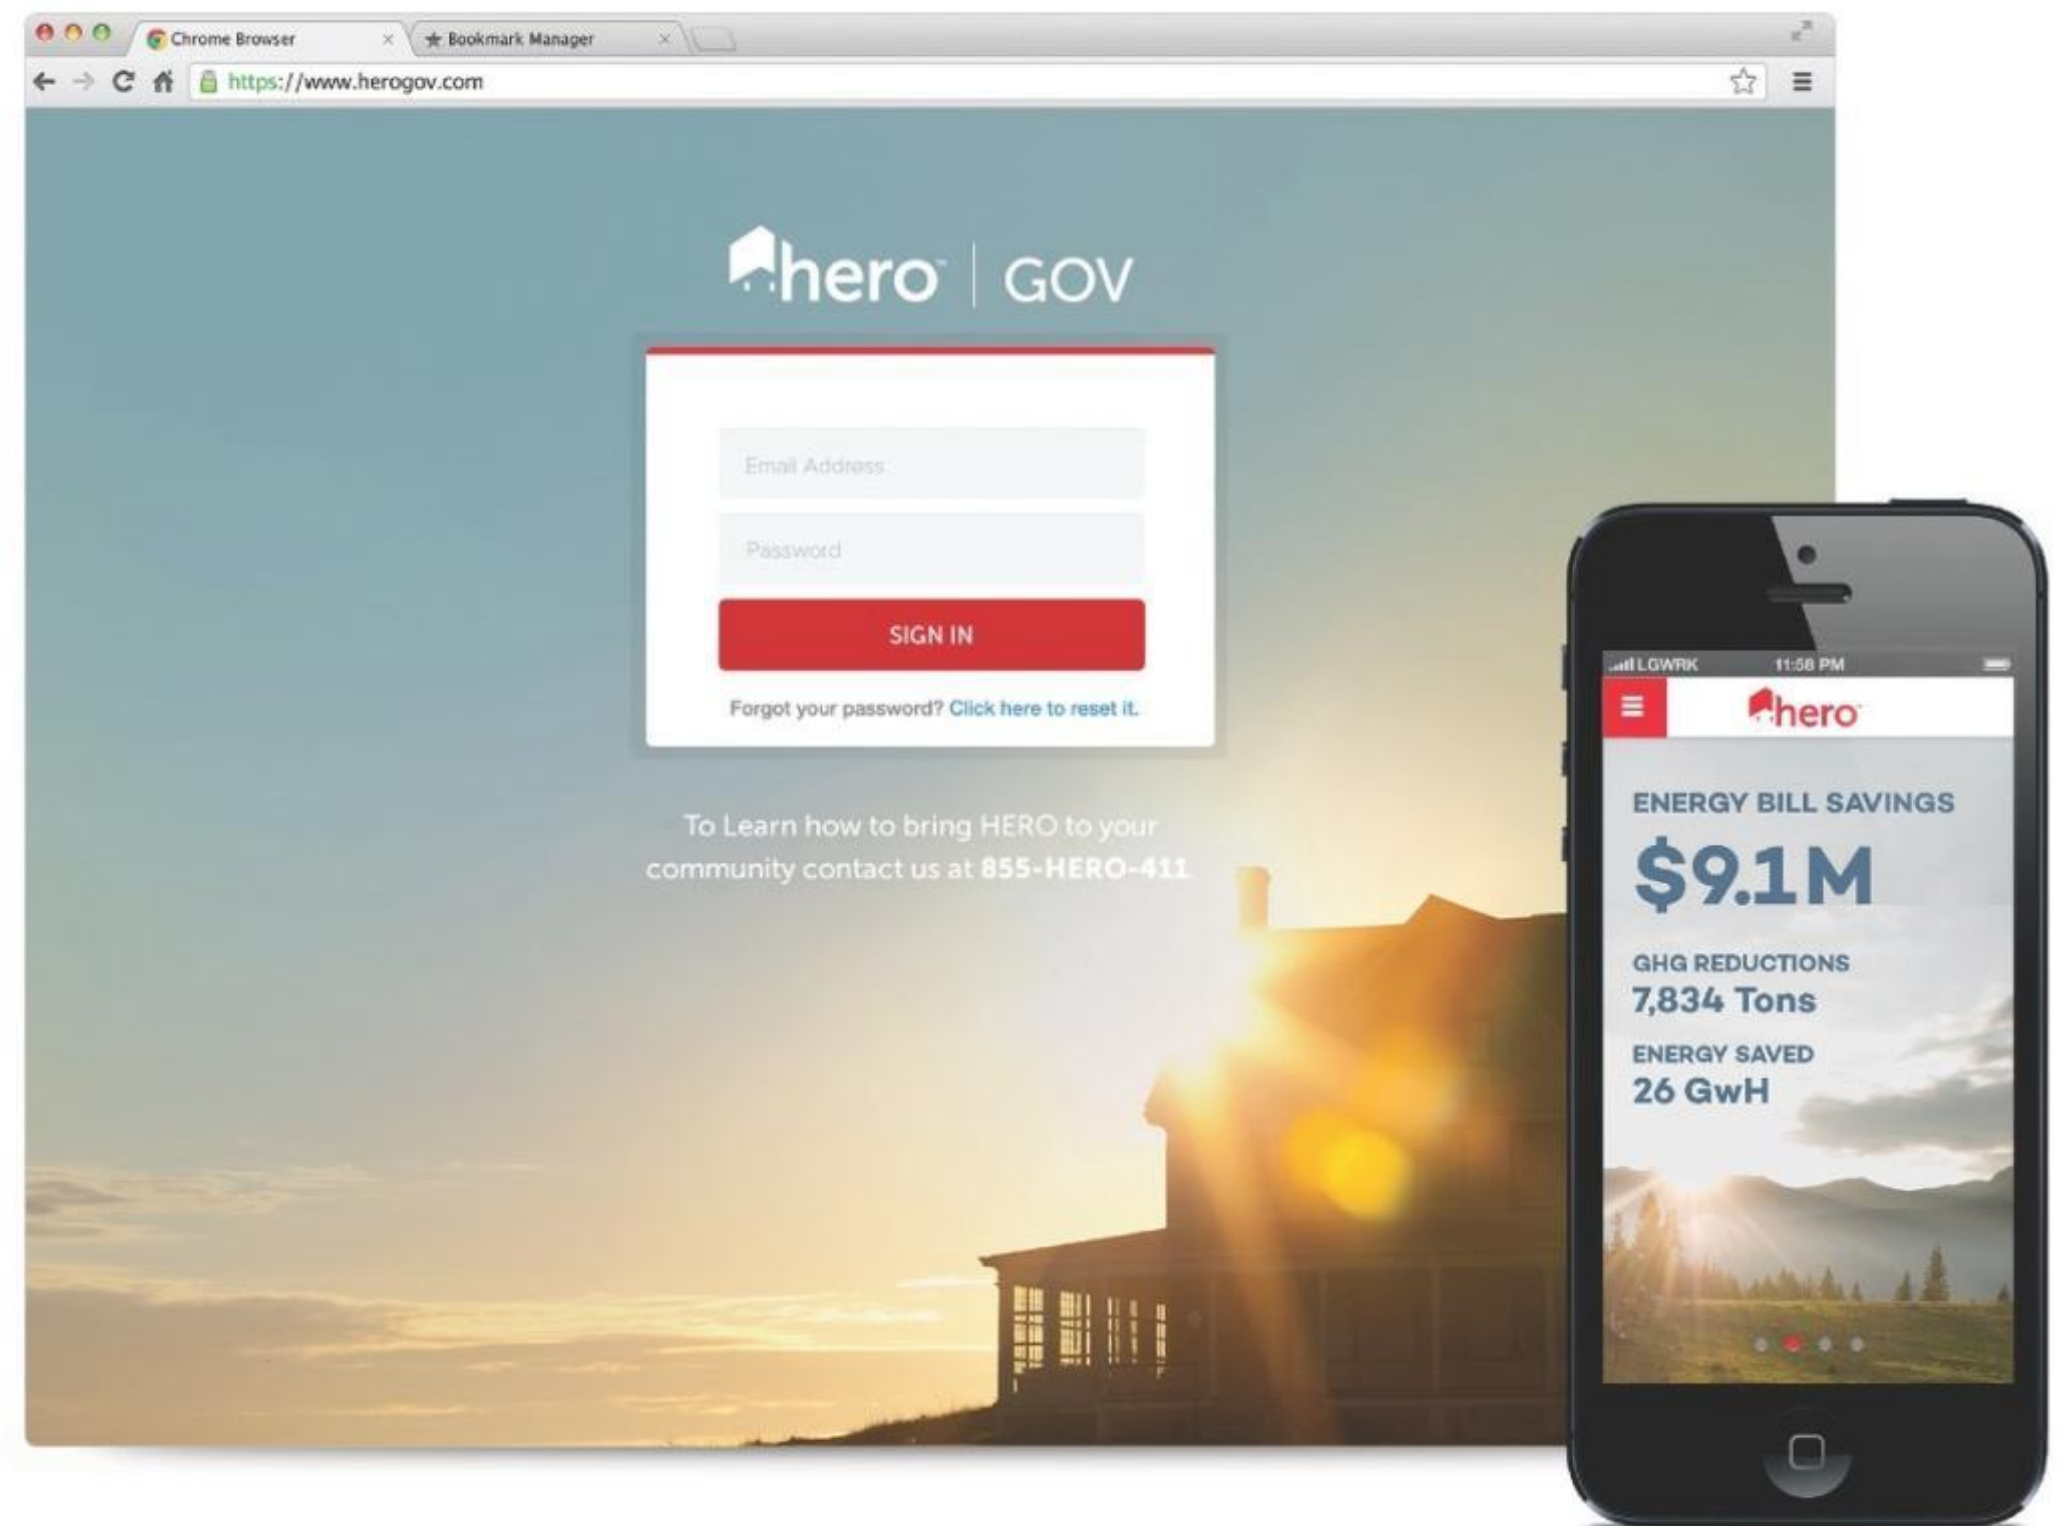 Chrome Browser
Bookmark Manager
https://www.herogov.com
hero™ | GOV
Email Address
Password
SIGN IN
Forgot your password? Click here to reset it.
To Learn how to bring HERO to your
community contact us at 855-HERO-411
LGWRK 11:58 PM
hero
ENERGY BILL SAVINGS
$9.1M
GHG REDUCTIONS
7,834 Tons
ENERGY SAVED
26 GwH